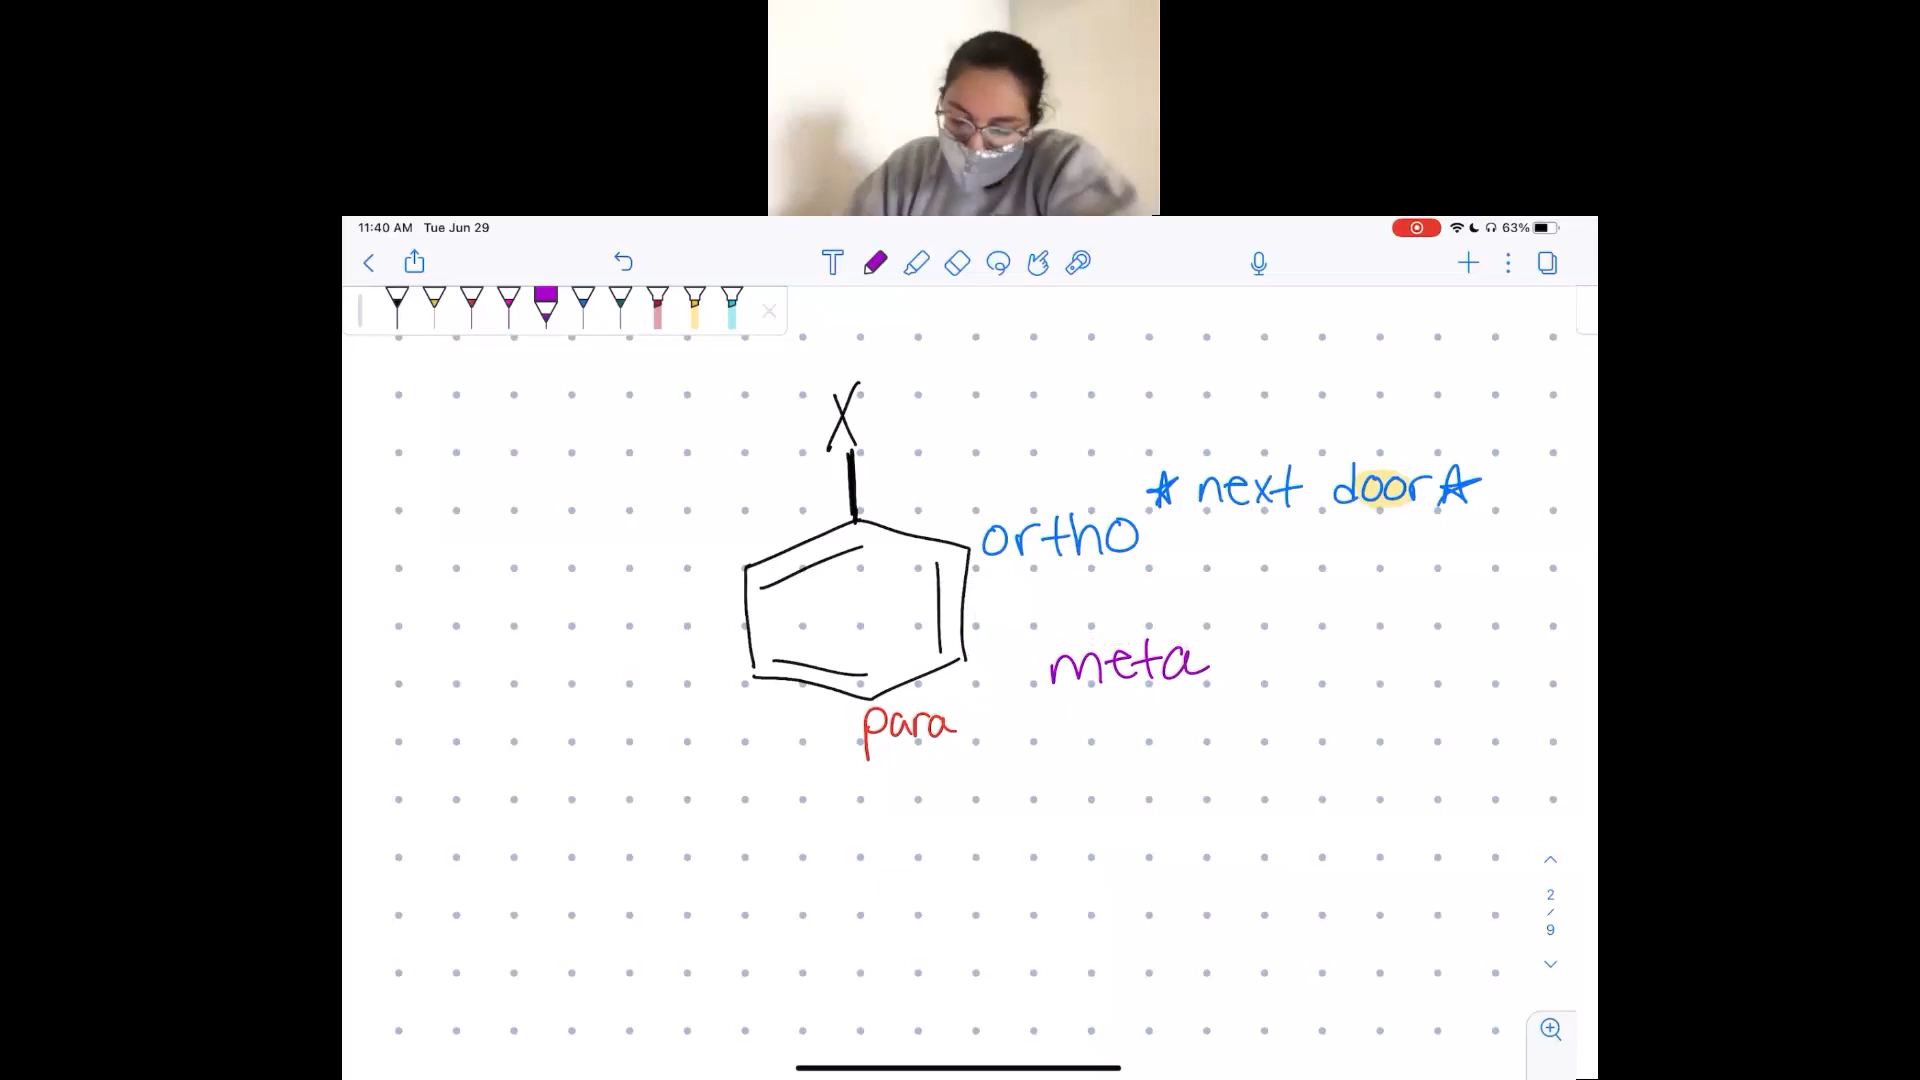 11:40 AM Tue Jun 29
63%
T
X
☆ next door ☆
ortho
meta
para
2
/
9